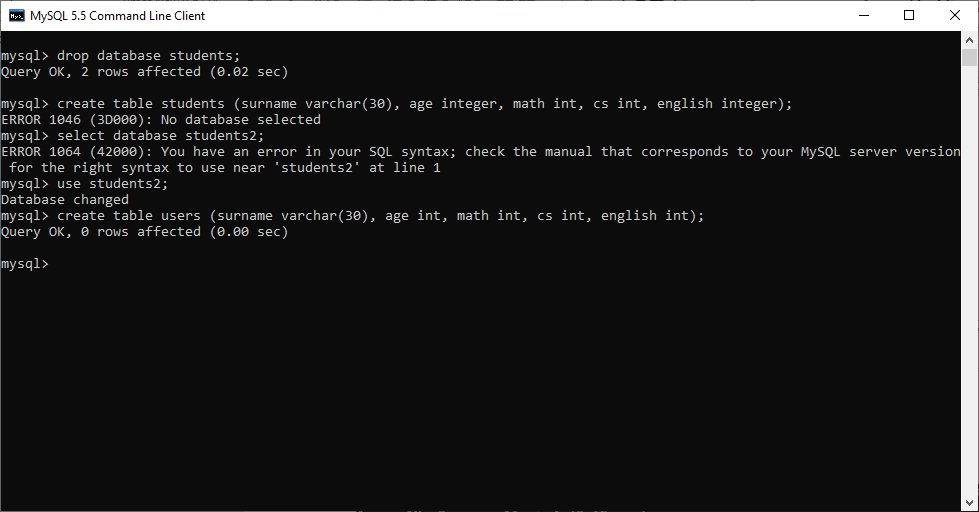 MySQL 5.5 Command Line Client
mysql> drop database students;
Query OK, 2 rows affected (0.02 sec)
mysql> create table students (surname varchar(30), age integer, math int, cs int, english integer);
ERROR 1046 (3D000): No database selected
mysql> select database students2;
ERROR 1064 (42000): You have an error in your SQL syntax; check the manual that corresponds to your MySQL server version
for the right syntax to use near 'students2' at line 1
mysql> use students2;
Database changed
mysql> create table users (surname varchar(30), age int, math int, cs int, english int);
Query OK, 0 rows affected (0.00 sec)
mysql>